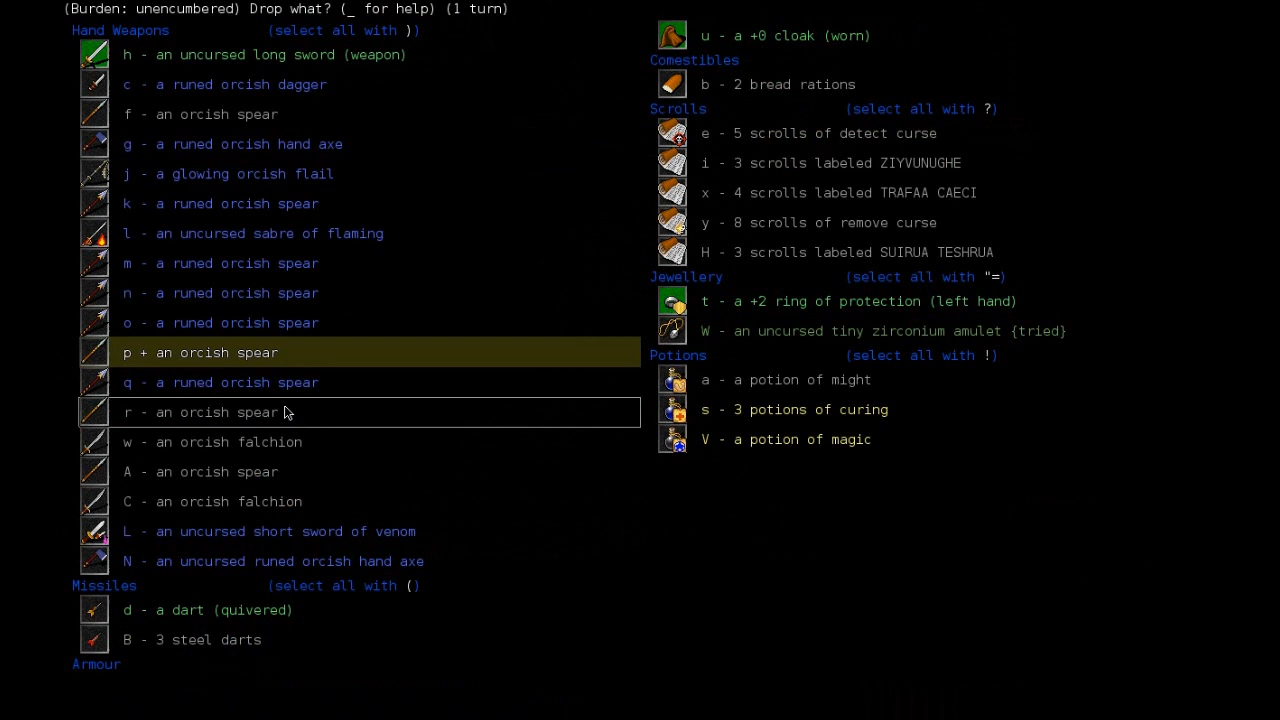 (Burden: unencumbered) Drop what? (_ for help) (1 turn)
Hand Weapons (select all with ))
h - an uncursed long sword (weapon)
c - a runed orcish dagger
f - an orcish spear
g - a runed orcish hand axe
j - a glowing orcish flail
k - a runed orcish spear
l - an uncursed sabre of flaming
m - a runed orcish spear
n - a runed orcish spear
o - a runed orcish spear
p + an orcish spear
q - a runed orcish spear
r - an orcish spear
w - an orcish falchion
A - an orcish spear
C - an orcish falchion
L - an uncursed short sword of venom
N - an uncursed runed orcish hand axe
Missiles (select all with ()
d - a dart (quivered)
B - 3 steel darts
Armour
u - a +0 cloak (worn)
Comestibles
b - 2 bread rations
Scrolls (select all with ?)
e - 5 scrolls of detect curse
i - 3 scrolls labeled ZIYVUNUGHE
x - 4 scrolls labeled TRAFAA CAECI
y - 8 scrolls of remove curse
H - 3 scrolls labeled SUIRUA TESHRUA
Jewellery (select all with "=)
t - a +2 ring of protection (left hand)
W - an uncursed tiny zirconium amulet {tried}
Potions (select all with !)
a - a potion of might
s - 3 potions of curing
V - a potion of magic